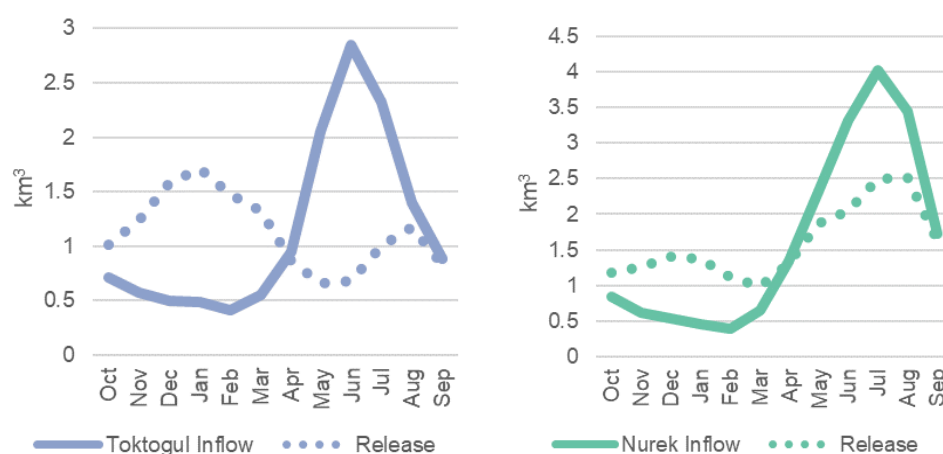 3
2.5
2
1.5
1
0.5
0
km³
Oct
Nov
Dec
Jan
Feb
Mar
Apr
May
Jun
Jul
Aug
Sep
Toktogul Inflow
Release
4.5
4
3.5
3
2.5
2
1.5
1
0.5
0
km³
Oct
Nov
Dec
Jan
Feb
Mar
Apr
May
Jun
Jul
Aug
Sep
Nurek Inflow
Release